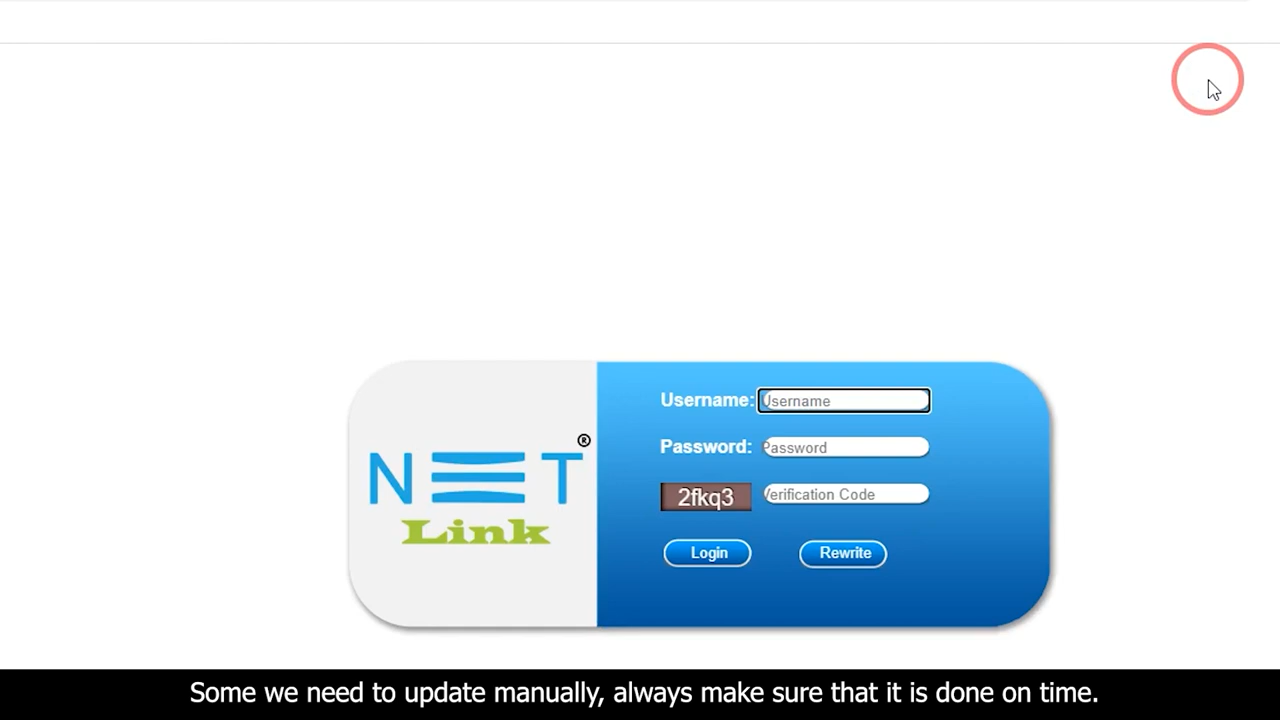 Username: Username
NET®
Password: Password
Link
2fkq3 Verification Code
Login Rewrite
Some we need to update manually, always make sure that it is done on time.